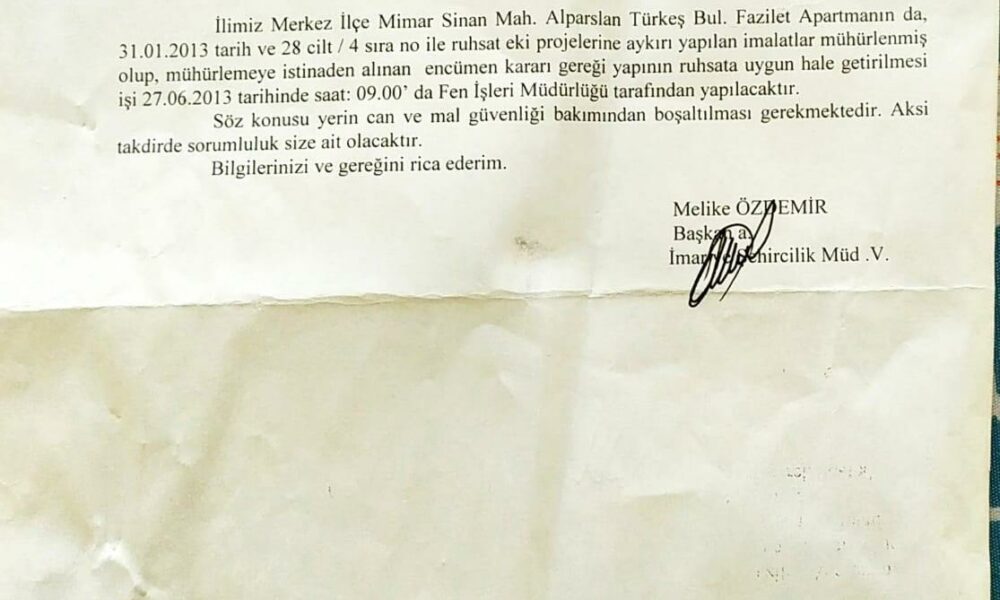 İlimiz Merkez İlçe Mimar Sinan Mah. Alparslan Türkeş Bul. Fazilet Apartmanın da,
31.01.2013 tarih ve 28 cilt / 4 sıra no ile ruhsat eki projelerine aykırı yapılan imalatlar mühürlenmiş
olup, mühürlemeye istinaden alınan encümen kararı gereği yapının ruhsata uygun hale getirilmesi
işi 27.06.2013 tarihinde saat: 09.00’ da Fen İşleri Müdürlüğü tarafından yapılacaktır.
Söz konusu yerin can ve mal güvenliği bakımından boşaltılması gerekmektedir. Aksi
takdirde sorumluluk size ait olacaktır.
Bilgilerinizi ve gereğini rica ederim.
Melike ÖZDEMİR
Başkan a.
İmar ve Şehircilik Müd .V.